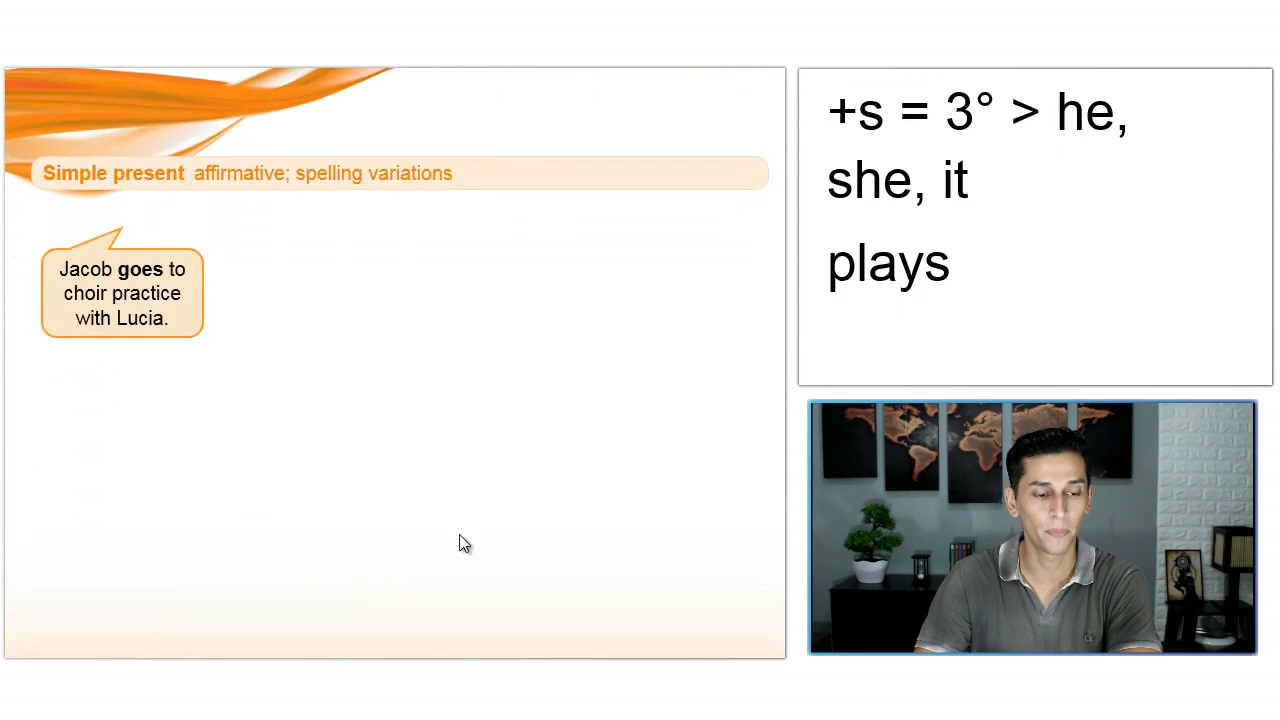 Simple present affirmative; spelling variations
Jacob goes to
choir practice
with Lucia.
+s = 3° > he,
she, it
plays